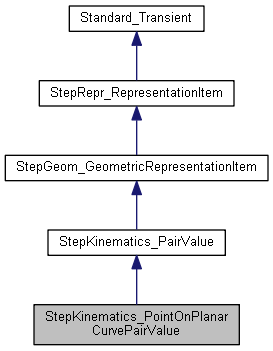 Standard_Transient
StepRepr_RepresentationItem
StepGeom_GeometricRepresentationItem
StepKinematics_PairValue
StepKinematics_PointOnPlanar
CurvePairValue